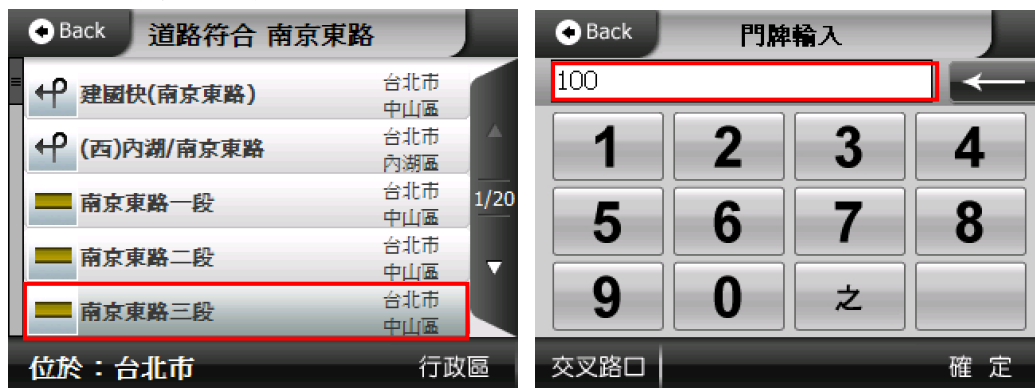 Back 道路符合 南京東路
建國快(南京東路) 台北市
中山區
(西)內湖/南京東路 台北市
內湖區
南京東路一段 台北市
中山區
1/20
南京東路二段 台北市
中山區
南京東路三段 台北市
中山區
位於：台北市 行政區
Back 門牌輸入
100
1 2 3 4
5 6 7 8
9 0 之
交叉路口 確 定